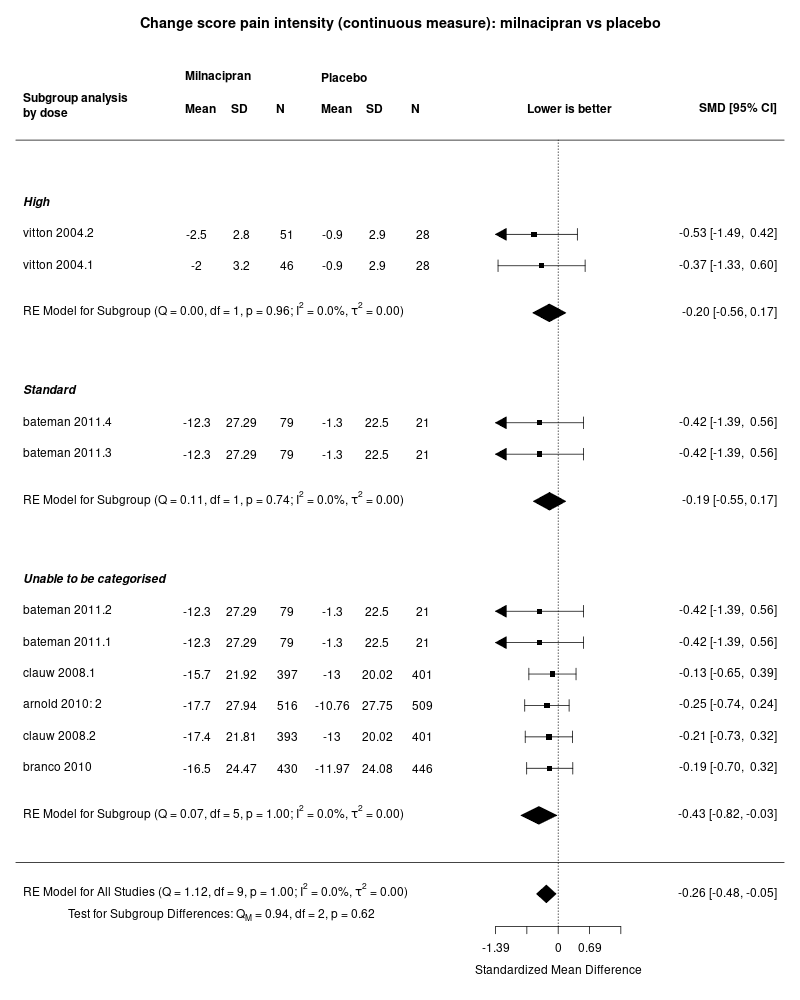 Change score pain intensity (continuous measure): milnacipran vs placebo
Milnacipran Placebo
Subgroup analysis
by dose Mean SD N Mean SD N Lower is better SMD [95% CI]
High
vitton 2004.2 -2.5 2.8 51 -0.9 2.9 28 -0.53 [-1.49, 0.42]
vitton 2004.1 -2 3.2 46 -0.9 2.9 28 -0.37 [-1.33, 0.60]
RE Model for Subgroup (Q = 0.00, df = 1, p = 0.96; I² = 0.0%, τ² = 0.00) -0.20 [-0.56, 0.17]
Standard
bateman 2011.4 -12.3 27.29 79 -1.3 22.5 21 -0.42 [-1.39, 0.56]
bateman 2011.3 -12.3 27.29 79 -1.3 22.5 21 -0.42 [-1.39, 0.56]
RE Model for Subgroup (Q = 0.11, df = 1, p = 0.74; I² = 0.0%, τ² = 0.00) -0.19 [-0.55, 0.17]
Unable to be categorised
bateman 2011.2 -12.3 27.29 79 -1.3 22.5 21 -0.42 [-1.39, 0.56]
bateman 2011.1 -12.3 27.29 79 -1.3 22.5 21 -0.42 [-1.39, 0.56]
clauw 2008.1 -15.7 21.92 397 -13 20.02 401 -0.13 [-0.65, 0.39]
arnold 2010: 2 -17.7 27.94 516 -10.76 27.75 509 -0.25 [-0.74, 0.24]
clauw 2008.2 -17.4 21.81 393 -13 20.02 401 -0.21 [-0.73, 0.32]
branco 2010 -16.5 24.47 430 -11.97 24.08 446 -0.19 [-0.70, 0.32]
RE Model for Subgroup (Q = 0.07, df = 5, p = 1.00; I² = 0.0%, τ² = 0.00) -0.43 [-0.82, -0.03]
RE Model for All Studies (Q = 1.12, df = 9, p = 1.00; I² = 0.0%, τ² = 0.00) -0.26 [-0.48, -0.05]
Test for Subgroup Differences: Q_M = 0.94, df = 2, p = 0.62
-1.39 0 0.69
Standardized Mean Difference